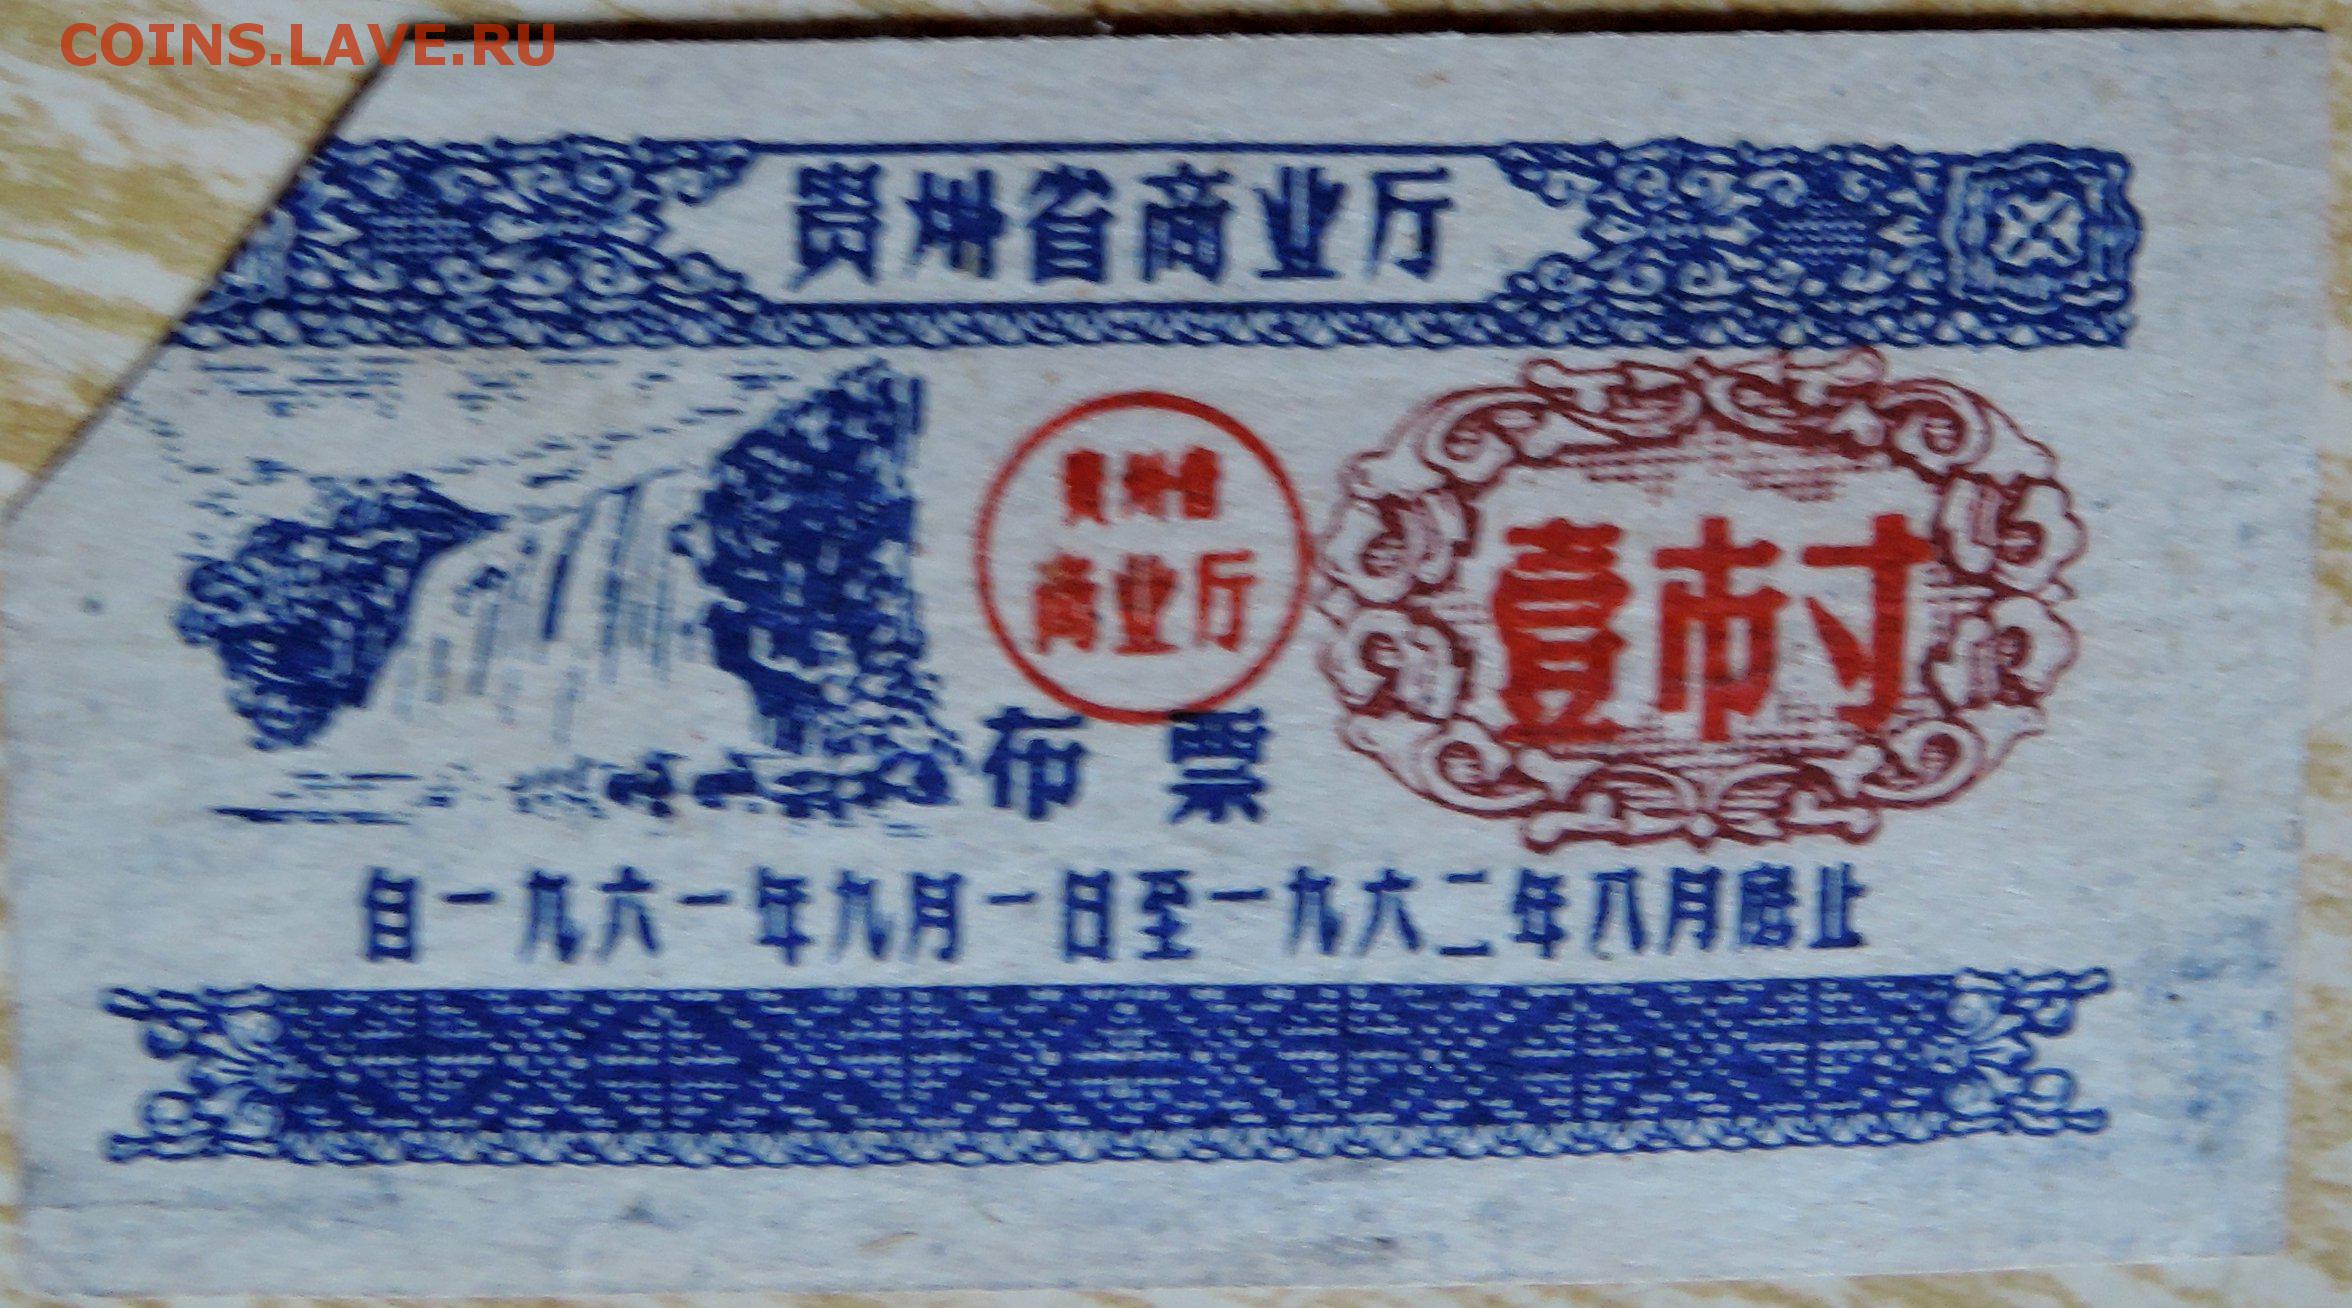 COINS.LAVE.RU
贵州省商业厅
贵州省
商业厅
壹市寸
布票
自一九六一年九月一日至一九六二年八月底止